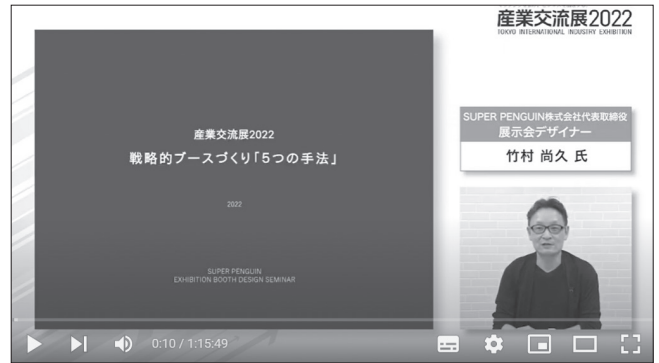 産業交流展2022
TOKYO INTERNATIONAL INDUSTRY EXHIBITION
産業交流展2022
戦略的ブースづくり「5つの手法」
2022
SUPER PENGUIN
EXHIBITION BOOTH DESIGN SEMINAR
SUPER PENGUIN株式会社代表取締役
展示会デザイナー
竹村 尚久 氏
0:10 / 1:15:49